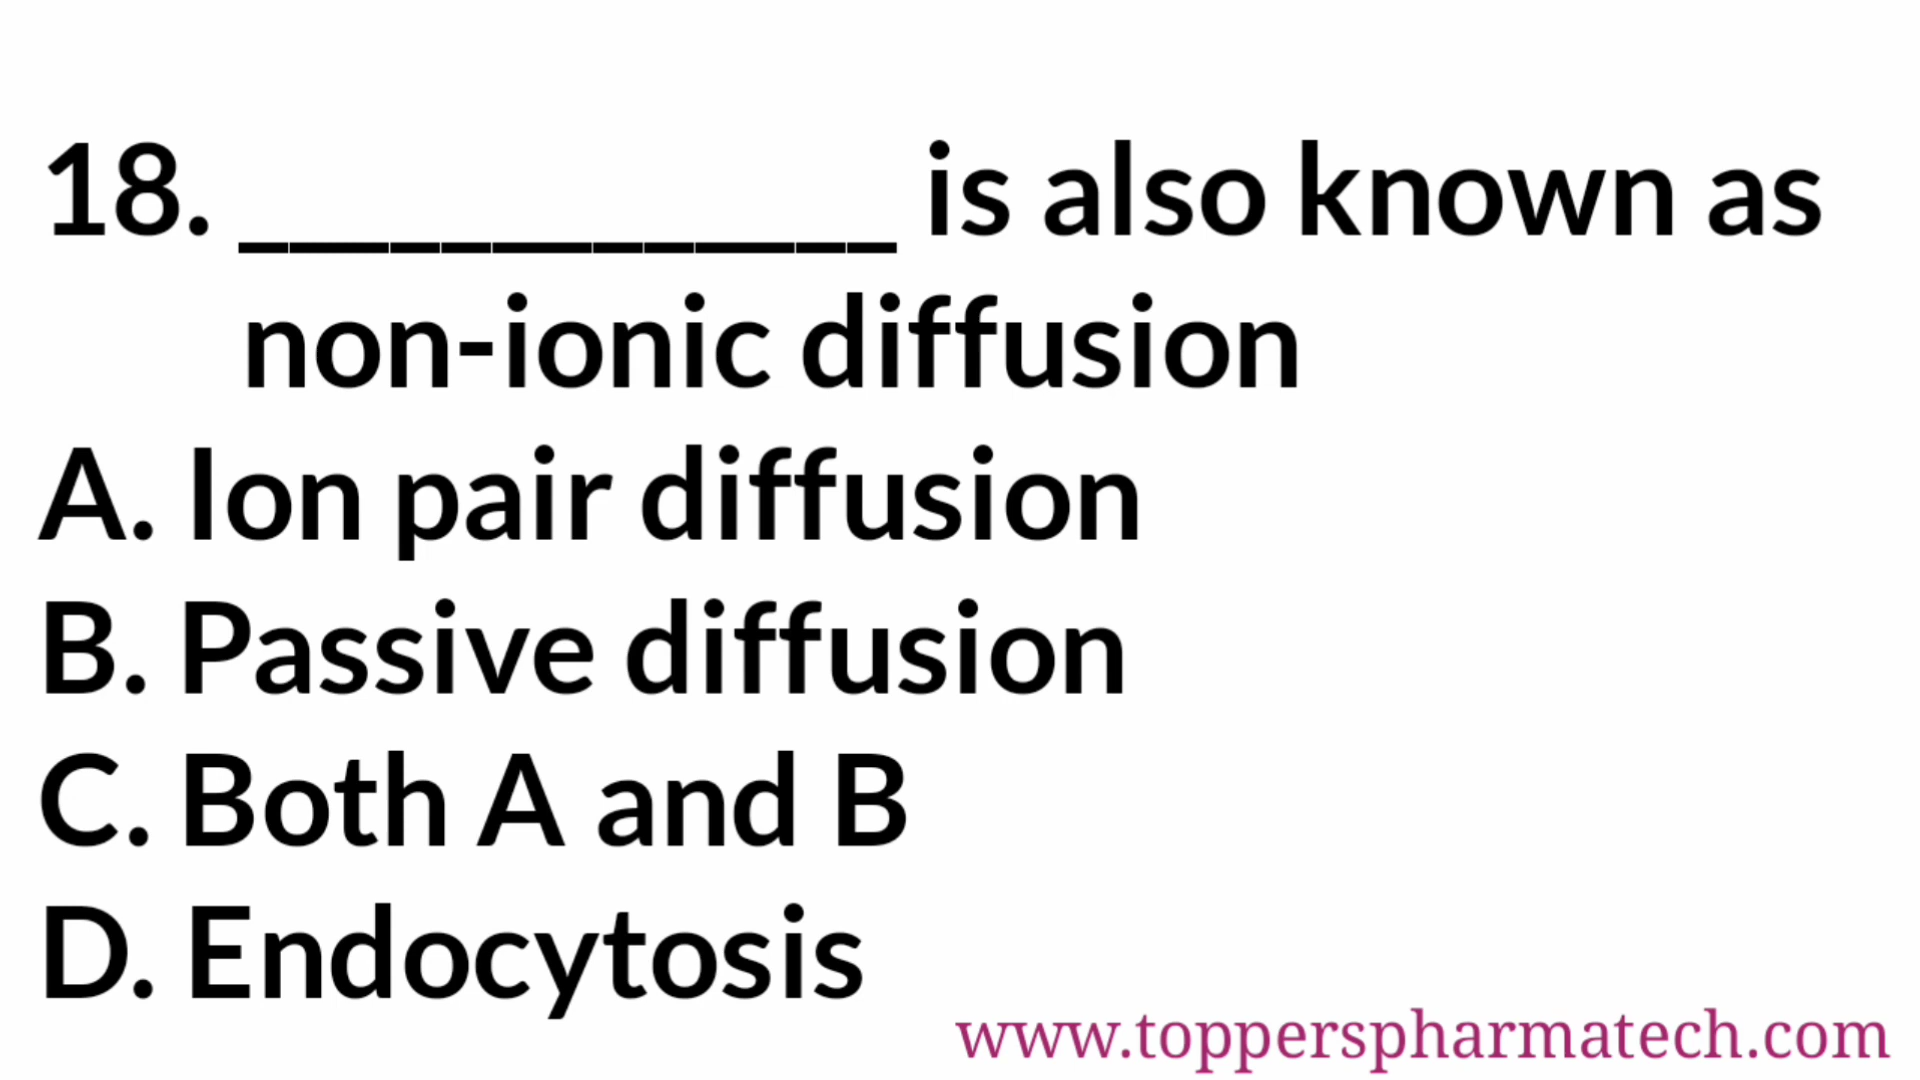 18. _____________ is also known as
non-ionic diffusion
A. Ion pair diffusion
B. Passive diffusion
C. Both A and B
D. Endocytosis
www.topperspharmatech.com